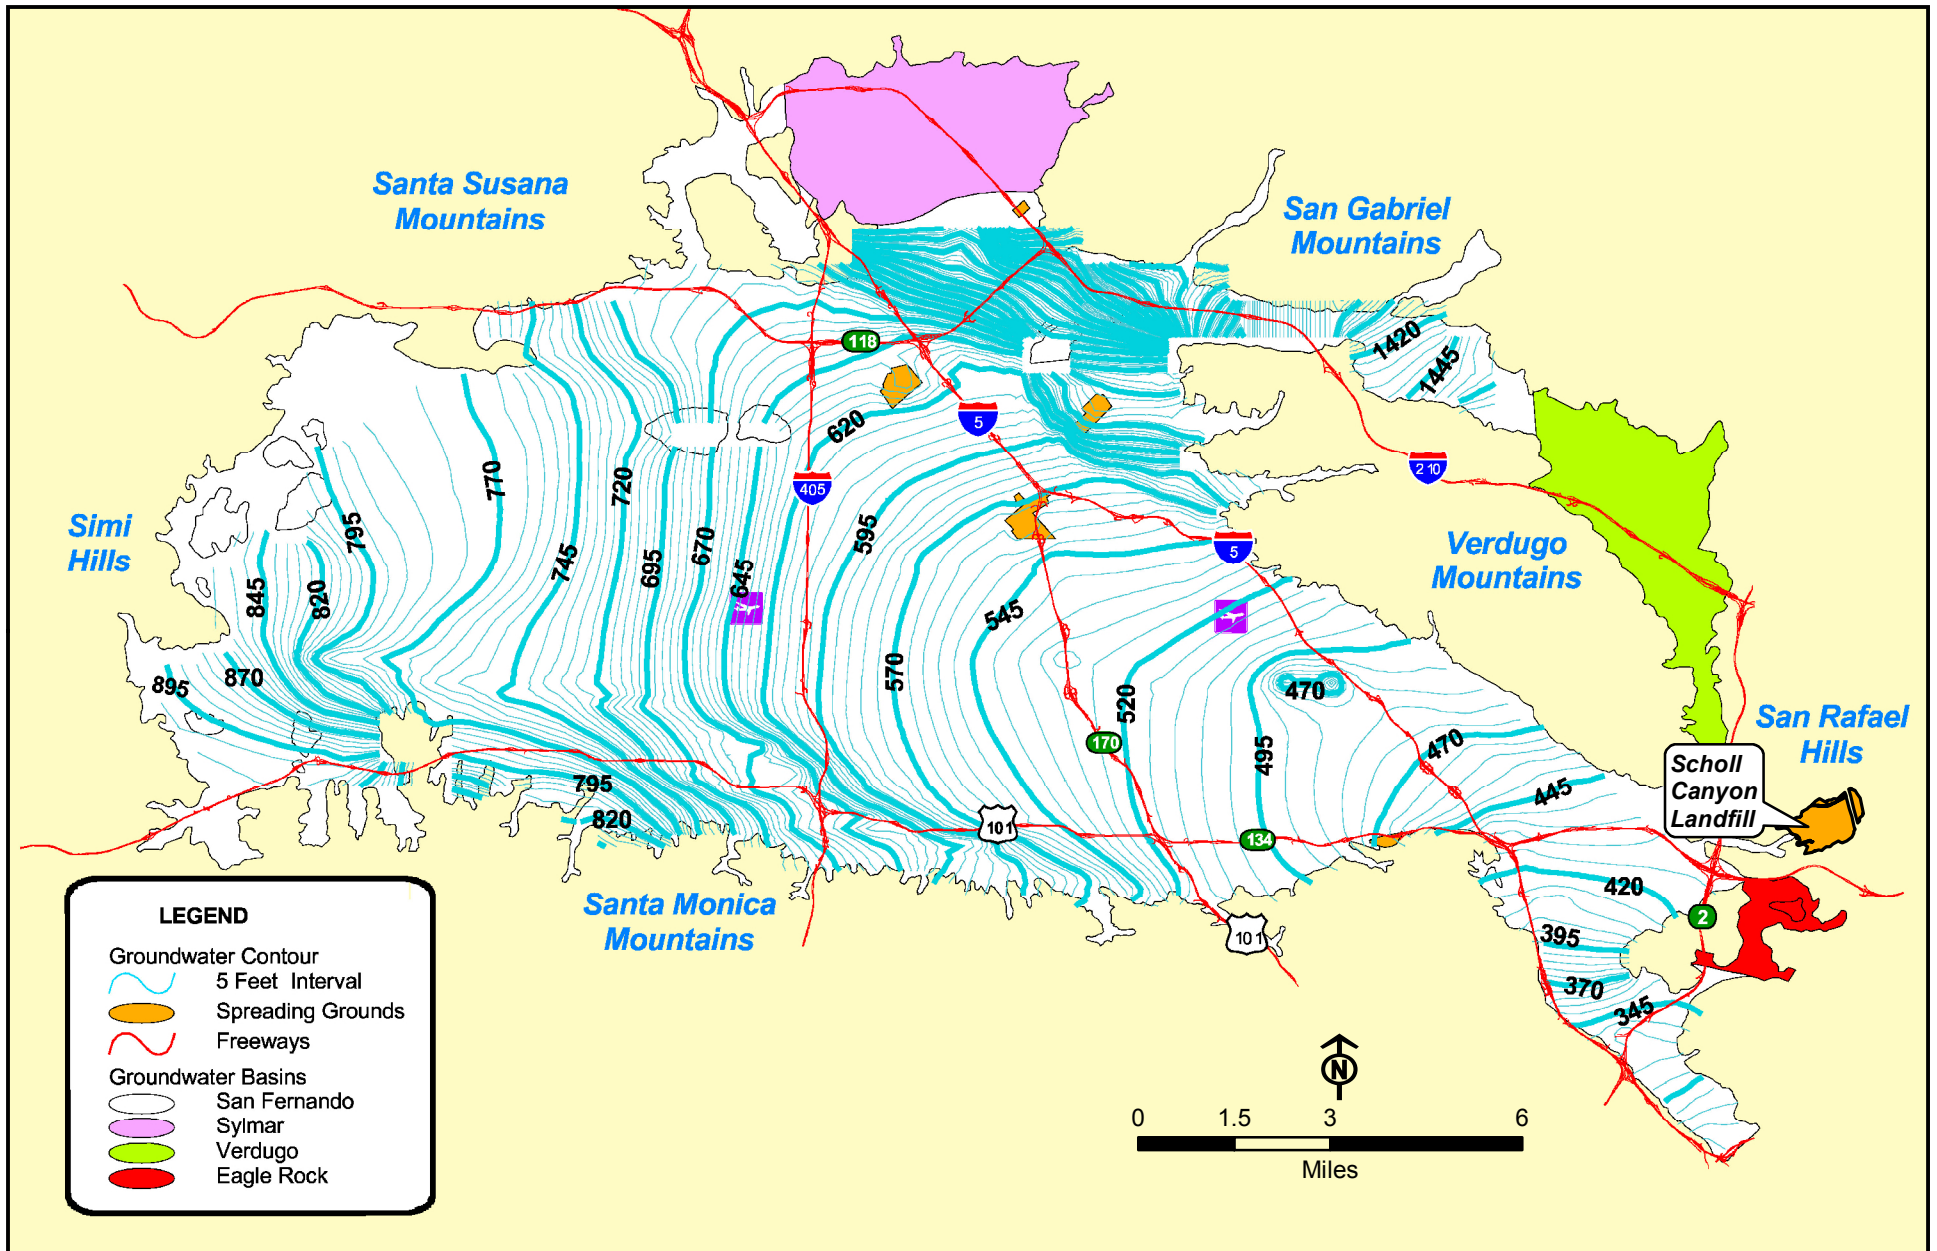 Santa Susana
Mountains
San Gabriel
Mountains
118
1420
1445
620
5
405
210
770
720
795
595
Simi
Hills
745
695
670
645
5
Verdugo
Mountains
845
820
545
895
870
570
520
470
170
495
470
San Rafael
Hills
Scholl
Canyon
Landfill
445
795
820
101
134
420
2
395
370
345
Santa Monica
Mountains
101
LEGEND
Groundwater Contour
5 Feet Interval
Spreading Grounds
Freeways
Groundwater Basins
San Fernando
Sylmar
Verdugo
Eagle Rock
N
0 1.5 3 6
Miles